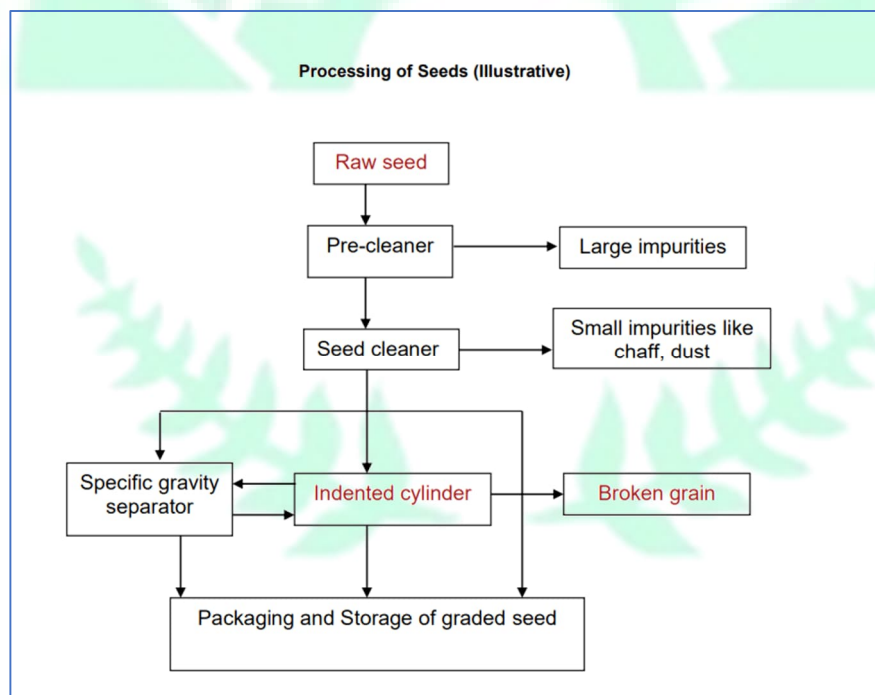 Processing of Seeds (Illustrative)
Raw seed
Pre-cleaner
Large impurities
Seed cleaner
Small impurities like
chaff, dust
Specific gravity
separator
Indented cylinder
Broken grain
Packaging and Storage of graded seed